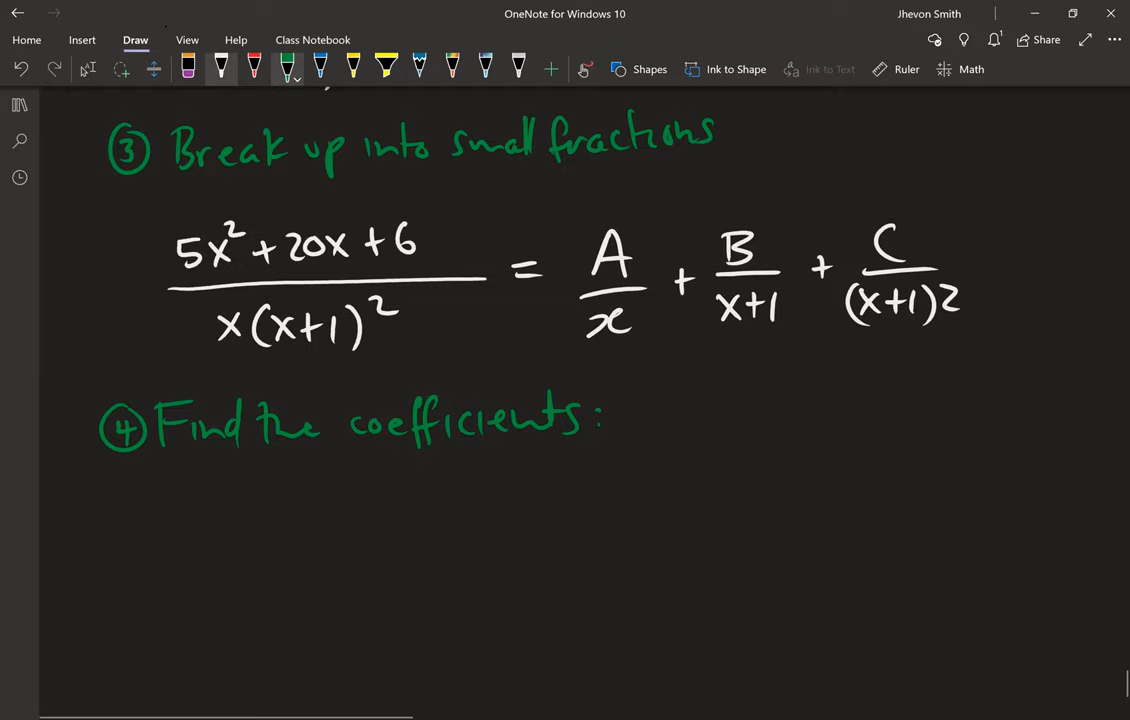 OneNote for Windows 10
Jhevon Smith
Home Insert Draw View Help Class Notebook
Share
Shapes Ink to Shape Ink to Text Ruler Math
③ Break up into small fractions
5x² + 20x + 6 / x(x+1)² = A/x + B/x+1 + C/(x+1)2
④ Find the coefficients: